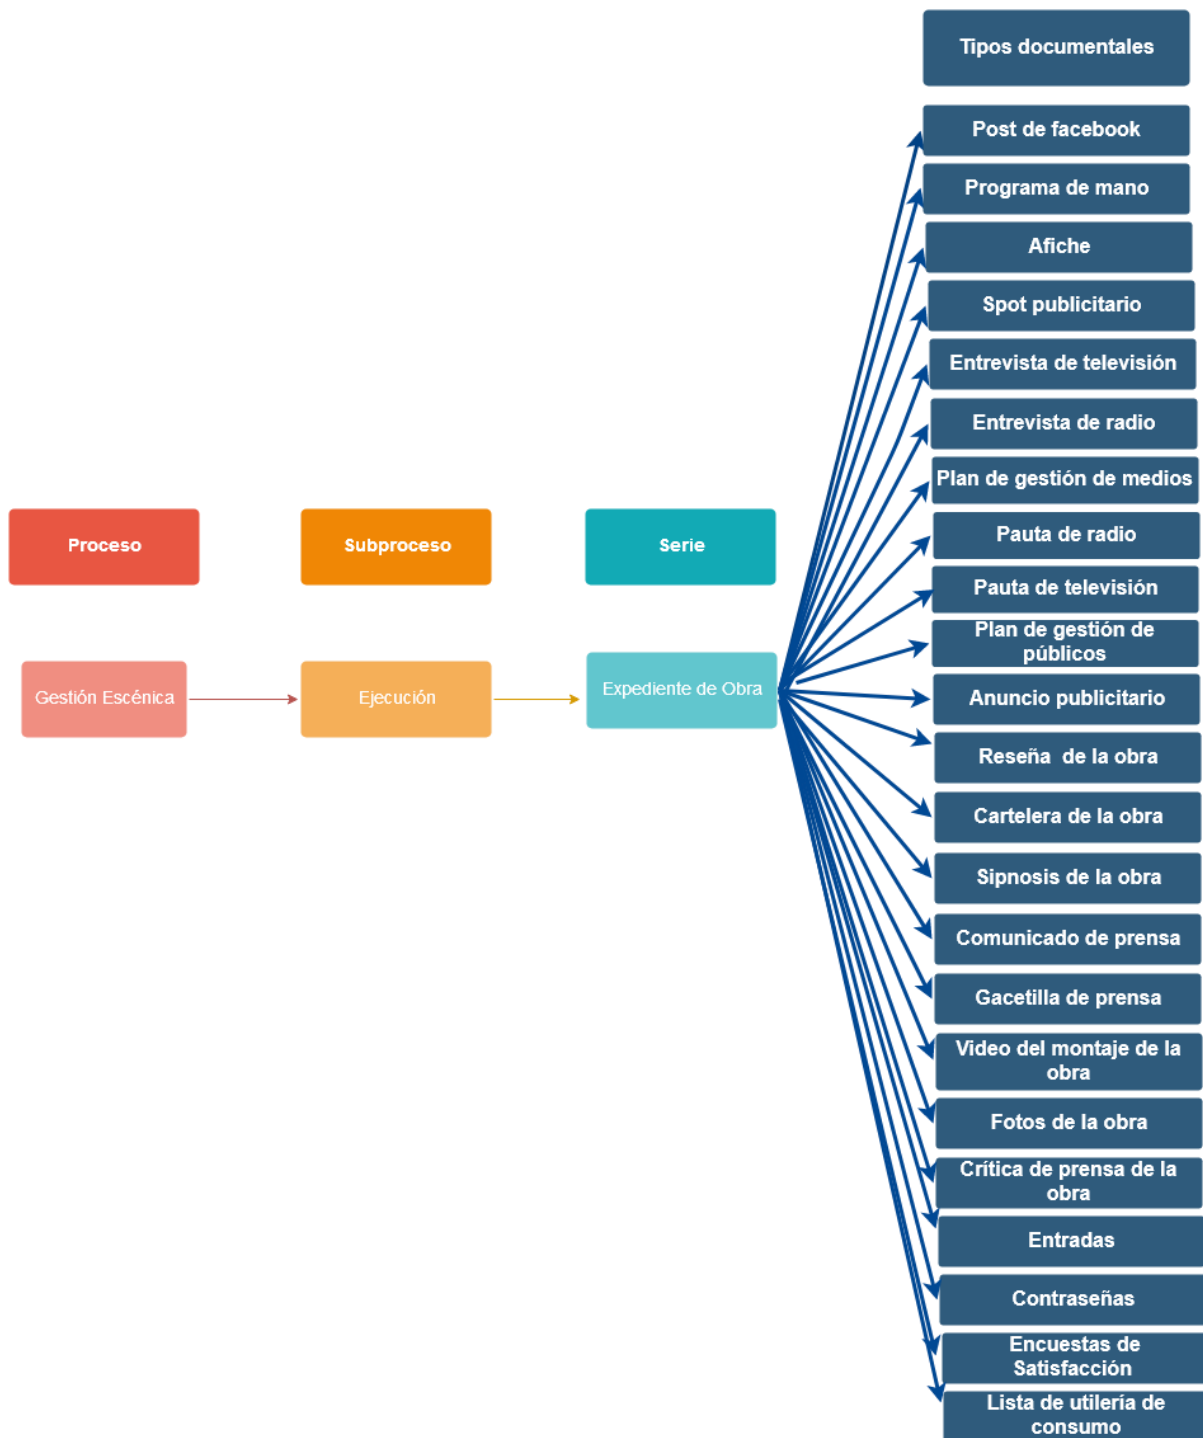 Tipos documentales
Post de facebook
Programa de mano
Afiche
Spot publicitario
Entrevista de televisión
Entrevista de radio
Plan de gestión de medios
Pauta de radio
Pauta de televisión
Plan de gestión de
públicos
Anuncio publicitario
Reseña de la obra
Cartelera de la obra
Sipnosis de la obra
Comunicado de prensa
Gacetilla de prensa
Video del montaje de la
obra
Fotos de la obra
Crítica de prensa de la
obra
Entradas
Contraseñas
Encuestas de
Satisfacción
Lista de utilería de
consumo
Proceso
Subproceso
Serie
Gestión Escénica
Ejecución
Expediente de Obra